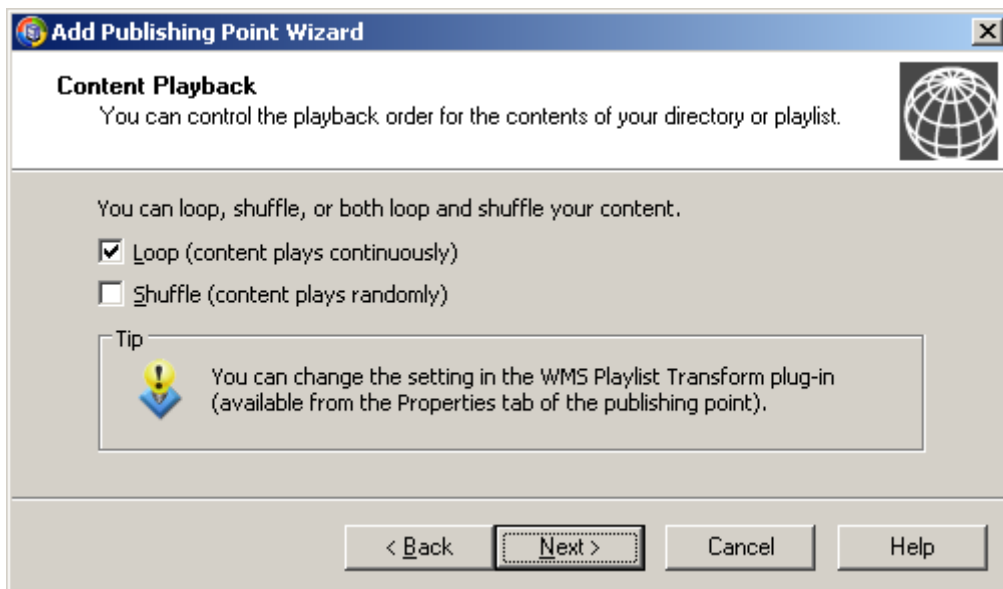 Add Publishing Point Wizard
Content Playback
You can control the playback order for the contents of your directory or playlist.
You can loop, shuffle, or both loop and shuffle your content.
Loop (content plays continuously)
Shuffle (content plays randomly)
Tip
You can change the setting in the WMS Playlist Transform plug-in
(available from the Properties tab of the publishing point).
< Back
Next >
Cancel
Help